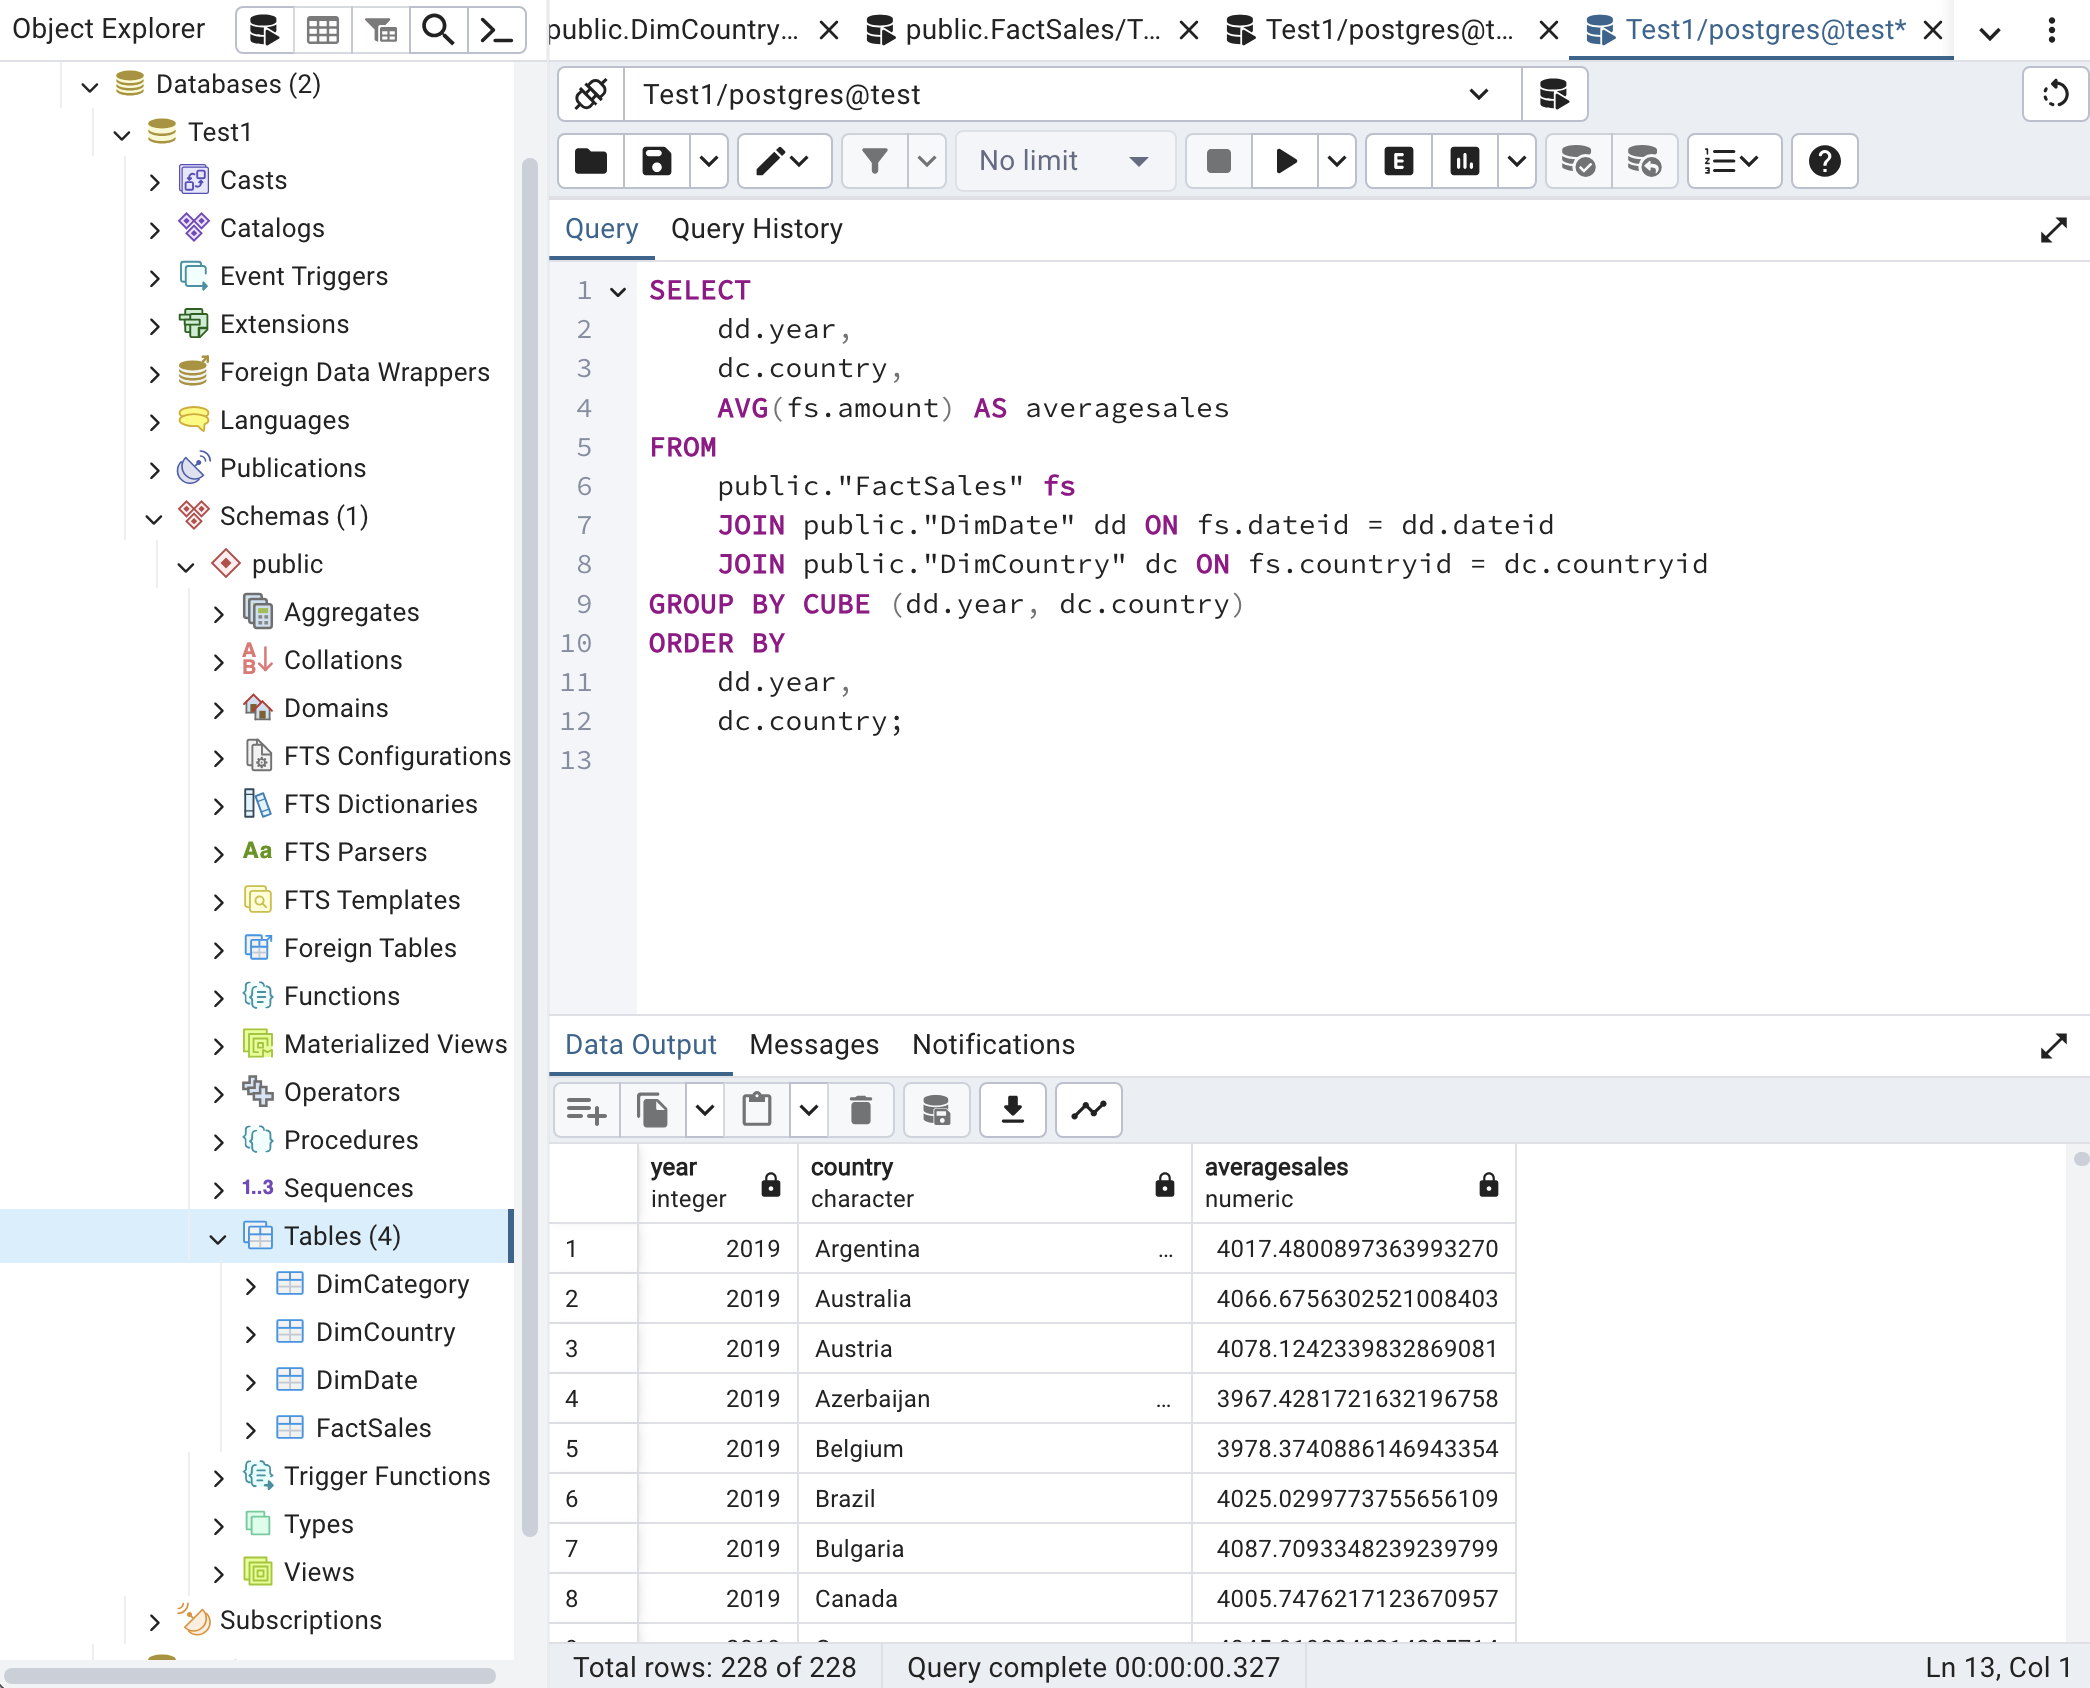 Object Explorer
public.DimCountry...
public.FactSales/T...
Test1/postgres@t...
Test1/postgres@test*
Databases (2)
Test1
Casts
Catalogs
Event Triggers
Extensions
Foreign Data Wrappers
Languages
Publications
Schemas (1)
public
Aggregates
Collations
Domains
FTS Configurations
FTS Dictionaries
Aa FTS Parsers
FTS Templates
Foreign Tables
Functions
Materialized Views
Operators
Procedures
1..3 Sequences
Tables (4)
DimCategory
DimCountry
DimDate
FactSales
Trigger Functions
Types
Views
Subscriptions
Test1/postgres@test
No limit
E
Query
Query History
1 SELECT
2 dd.year,
3 dc.country,
4 AVG(fs.amount) AS averagesales
5 FROM
6 public."FactSales" fs
7 JOIN public."DimDate" dd ON fs.dateid = dd.dateid
8 JOIN public."DimCountry" dc ON fs.countryid = dc.countryid
9 GROUP BY CUBE (dd.year, dc.country)
10 ORDER BY
11 dd.year,
12 dc.country;
13
Data Output
Messages
Notifications
year integer
country character
averagesales numeric
1 2019 Argentina ... 4017.4800897363993270
2 2019 Australia 4066.6756302521008403
3 2019 Austria 4078.1242339832869081
4 2019 Azerbaijan ... 3967.4281721632196758
5 2019 Belgium 3978.3740886146943354
6 2019 Brazil 4025.0299773755656109
7 2019 Bulgaria 4087.7093348239239799
8 2019 Canada 4005.7476217123670957
Total rows: 228 of 228
Query complete 00:00:00.327
Ln 13, Col 1